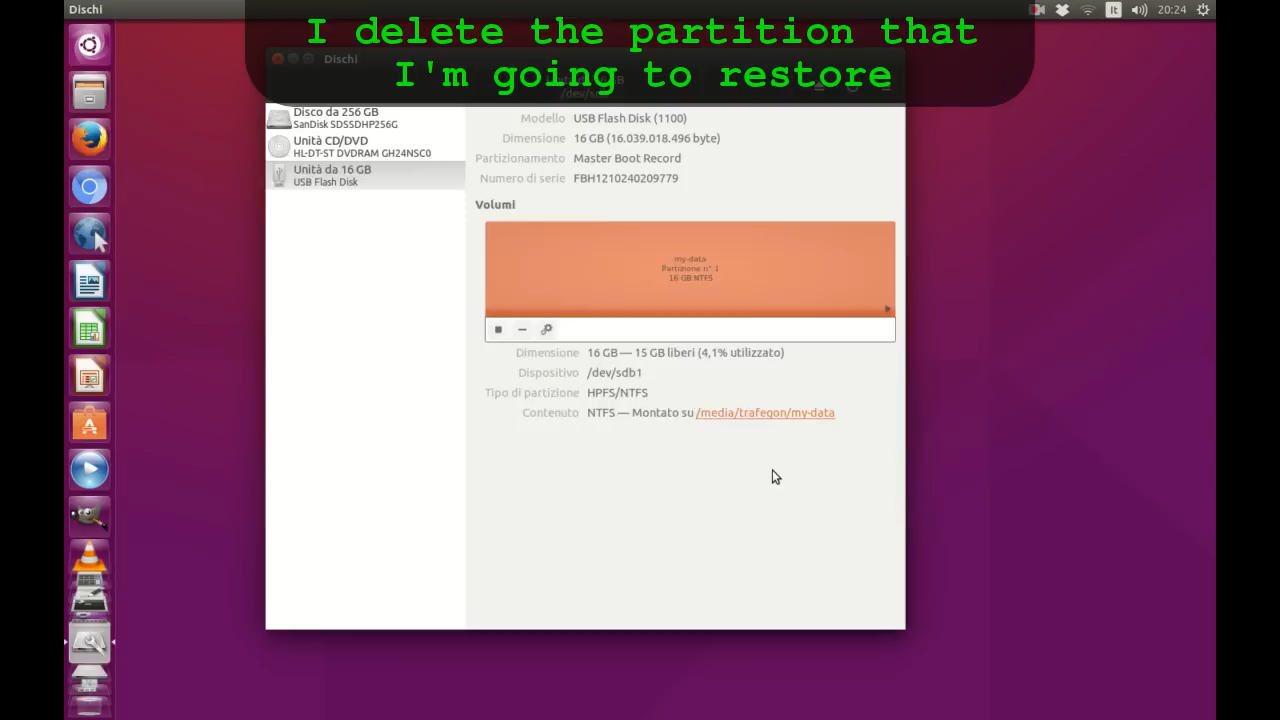 Dischi
It
20:24
I delete the partition that
I'm going to restore
Dischi
Disco da 256 GB
SanDisk SDSSDHP256G
Unità CD/DVD
HL-DT-ST DVDRAM GH24NSC0
Unità da 16 GB
USB Flash Disk
Modello USB Flash Disk (1100)
Dimensione 16 GB (16.039.018.496 byte)
Partizionamento Master Boot Record
Numero di serie FBH1210240209779
Volumi
my-data
Partizione n° 1
16 GB NTFS
Dimensione 16 GB — 15 GB liberi (4,1% utilizzato)
Dispositivo /dev/sdb1
Tipo di partizione HPFS/NTFS
Contenuto NTFS — Montato su /media/trafegon/my-data